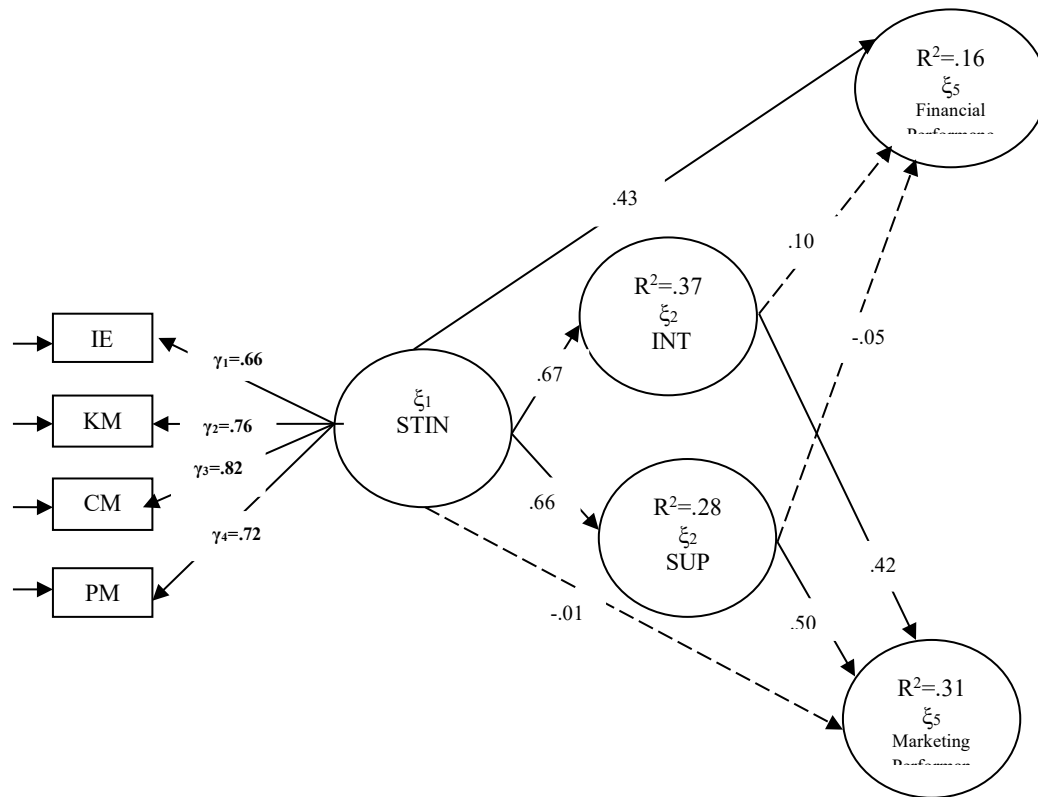 R²=.16
ξ₅
Financial
.43
.10
R²=.37
ξ₂
INT
-.05
IE
γ₁=.66
.67
ξ₁
STIN
KM
γ₂=.76
γ₃=.82
CM
.66
R²=.28
ξ₂
SUP
γ₄=.72
PM
.42
-.01
.50
R²=.31
ξ₅
Marketing